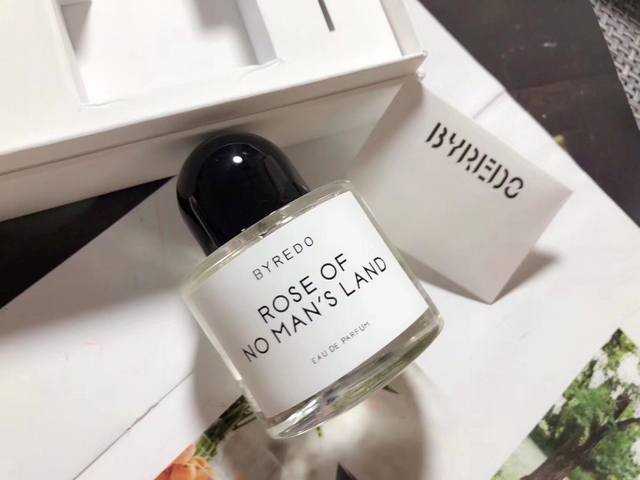 BYREDO
BYREDO
ROSE OF
NO MAN'S LAND
EAU DE PARFUM